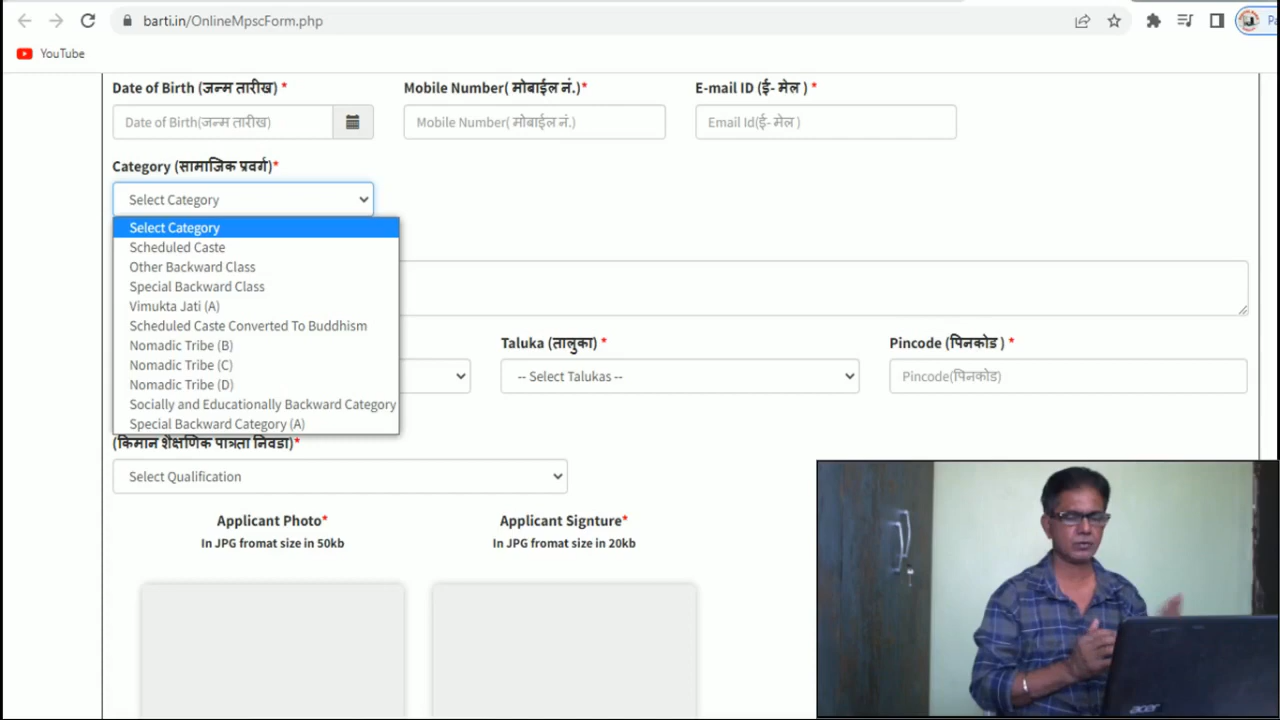 barti.in/OnlineMpscForm.php
YouTube
Date of Birth (जन्म तारीख) * Mobile Number( मोबाईल नं.)* E-mail ID (ई- मेल ) *
Date of Birth(जन्म तारीख) Mobile Number( मोबाईल नं.) Email Id(ई- मेल )
Category (सामाजिक प्रवर्ग)*
Select Category
Select Category
Scheduled Caste
Other Backward Class
Special Backward Class
Vimukta Jati (A)
Scheduled Caste Converted To Buddhism
Nomadic Tribe (B)
Nomadic Tribe (C)
Nomadic Tribe (D)
Socially and Educationally Backward Category
Special Backward Category (A)
Taluka (तालुका) * Pincode (पिनकोड ) *
-- Select Talukas -- Pincode(पिनकोड)
(किमान शैक्षणिक पात्रता निवडा)*
Select Qualification
Applicant Photo* Applicant Signture*
In JPG fromat size in 50kb In JPG fromat size in 20kb
acer